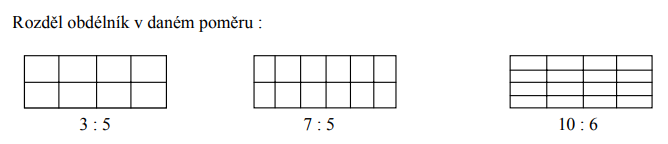 Rozděl obdélník v daném poměru :
3 : 5
7 : 5
10 : 6